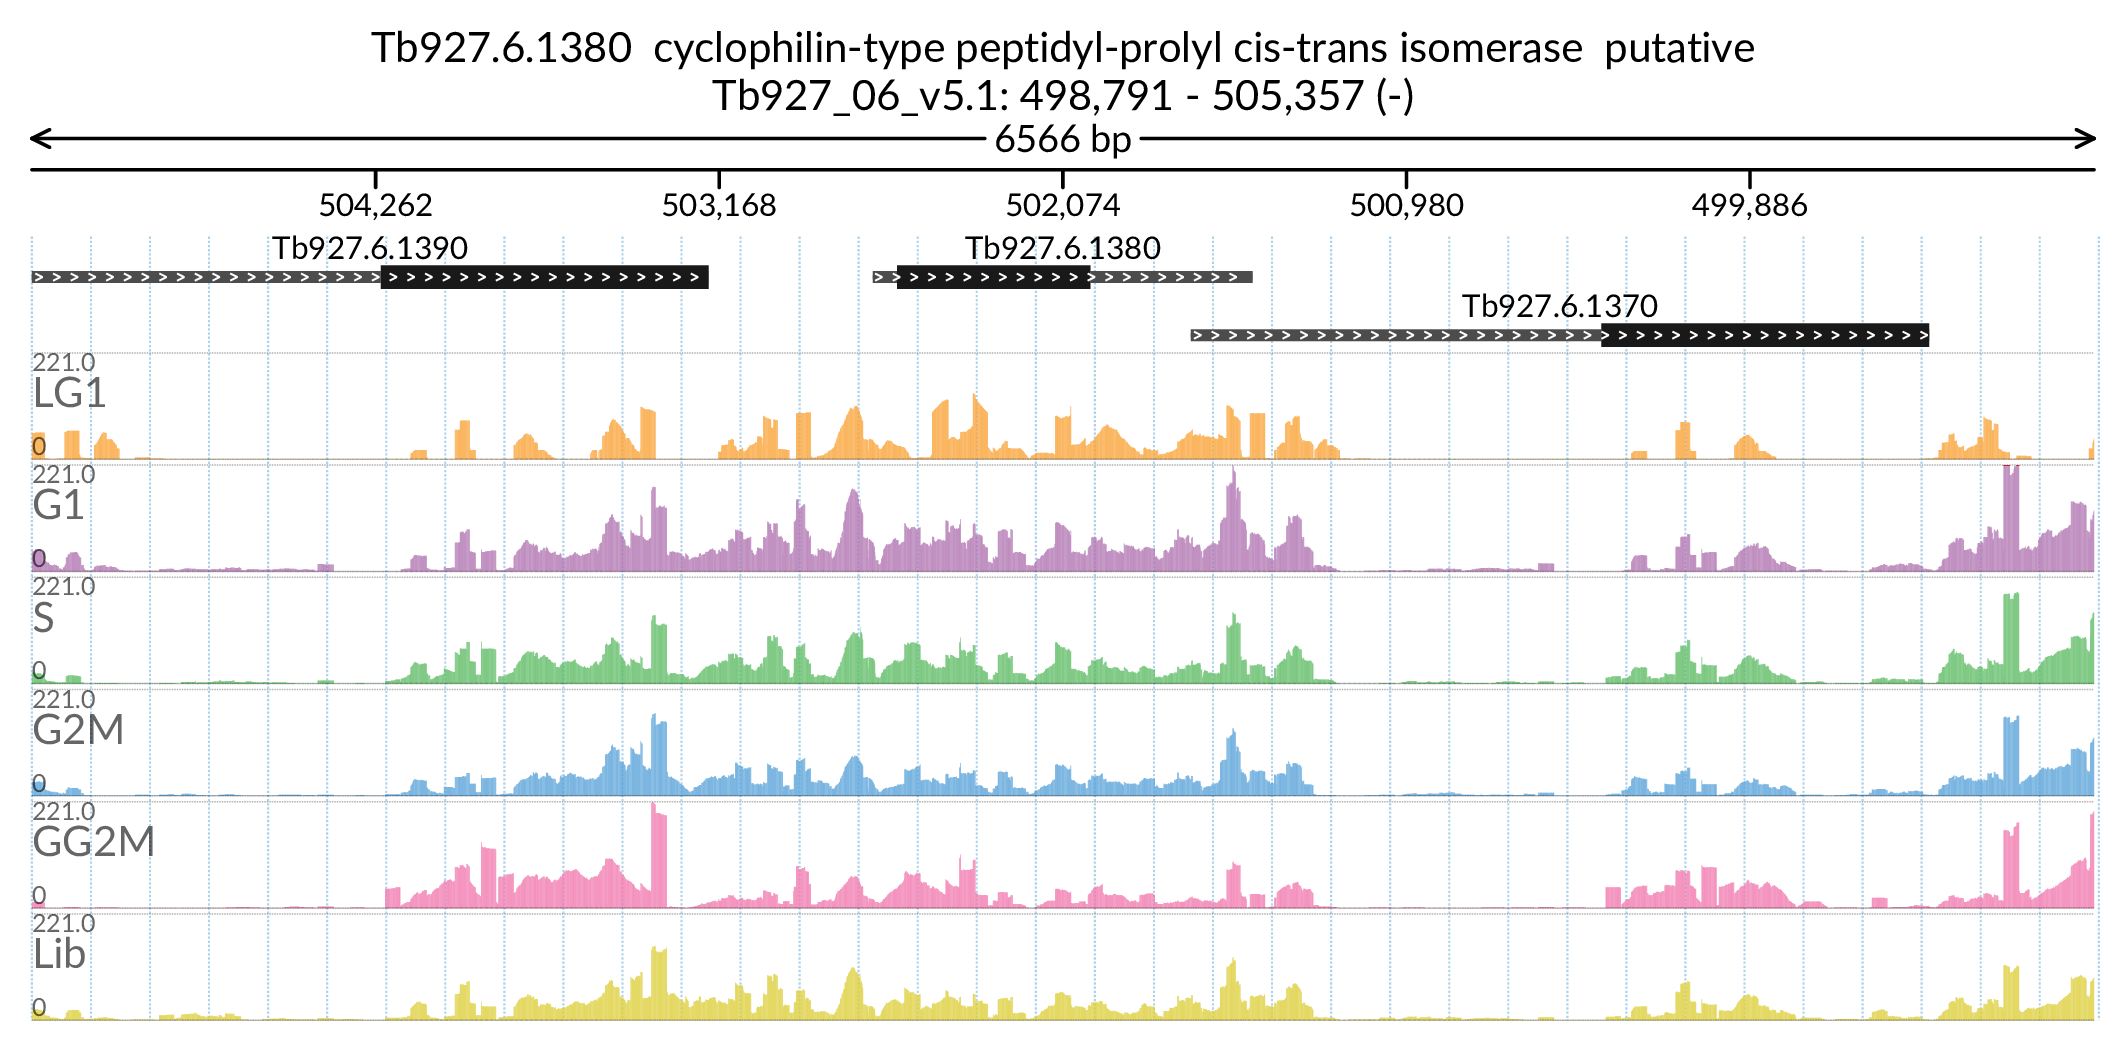 Tb927.6.1380 cyclophilin-type peptidyl-prolyl cis-trans isomerase putative
Tb927_06_v5.1: 498,791 - 505,357 (-)
6566 bp
504,262 503,168 502,074 500,980 499,886
Tb927.6.1390 Tb927.6.1380
Tb927.6.1370
221.0
LG1
0
221.0
G1
0
221.0
S
0
221.0
G2M
0
221.0
GG2M
0
221.0
Lib
0